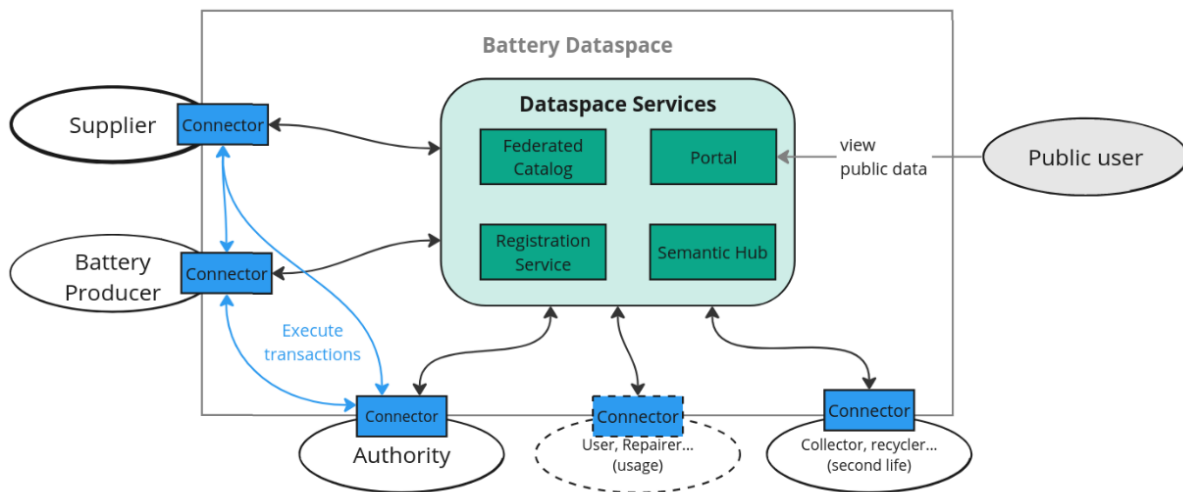 Battery Dataspace
Dataspace Services
Supplier
Connector
Federated
Catalog
Portal
view
public data
Public user
Battery
Producer
Connector
Registration
Service
Semantic Hub
Execute
transactions
Connector
Authority
Connector
User, Repairer...
(usage)
Connector
Collector, recycler...
(second life)